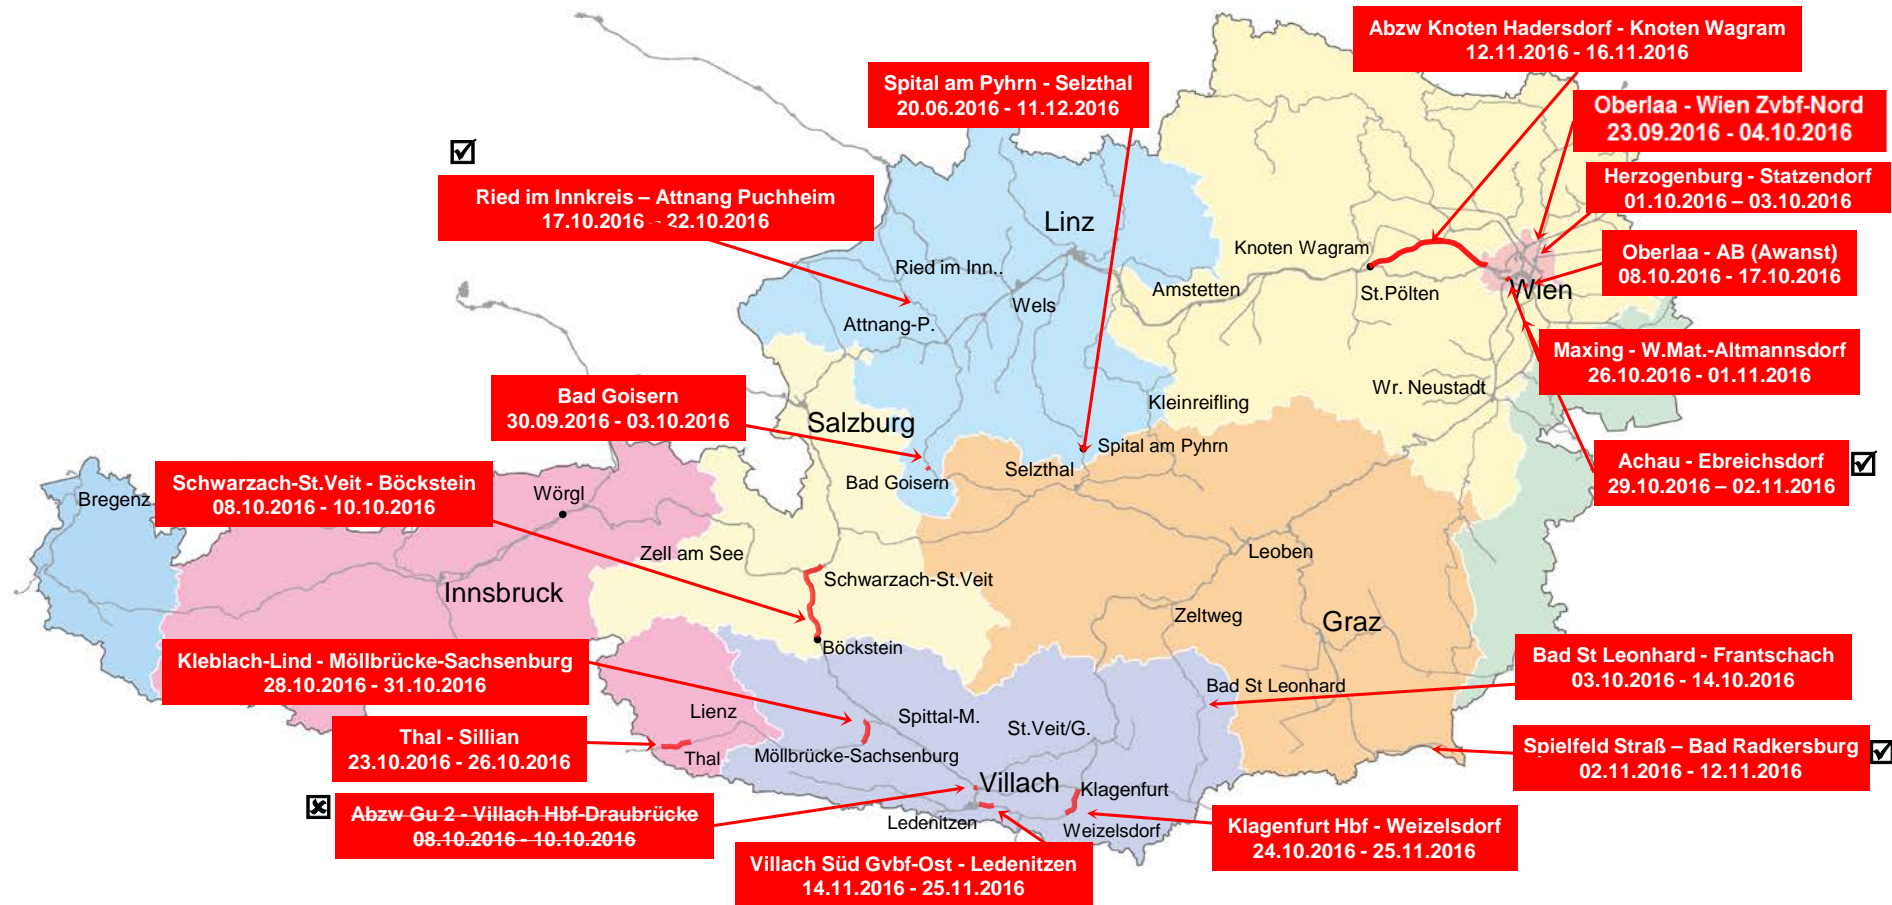 Abzw Knoten Hadersdorf - Knoten Wagram
12.11.2016 - 16.11.2016
Spital am Pyhrn - Selzthal
20.06.2016 - 11.12.2016
Oberlaa - Wien Zvbf-Nord
23.09.2016 - 04.10.2016
Ried im Innkreis – Attnang Puchheim
17.10.2016 - 22.10.2016
Herzogenburg - Statzendorf
01.10.2016 – 03.10.2016
Oberlaa - AB (Awanst)
08.10.2016 - 17.10.2016
Linz
Knoten Wagram
Ried im Inn..
Wels
Amstetten
St.Pölten
Wien
Attnang-P.
Maxing - W.Mat.-Altmannsdorf
26.10.2016 - 01.11.2016
Bad Goisern
30.09.2016 - 03.10.2016
Wr. Neustadt
Kleinreifling
Salzburg
Spital am Pyhrn
Selzthal
Bad Goisern
Achau - Ebreichsdorf
29.10.2016 – 02.11.2016
Schwarzach-St.Veit - Böckstein
08.10.2016 - 10.10.2016
Bregenz
Wörgl
Zell am See
Leoben
Schwarzach-St.Veit
Innsbruck
Zeltweg
Graz
Böckstein
Kleblach-Lind - Möllbrücke-Sachsenburg
28.10.2016 - 31.10.2016
Bad St Leonhard - Frantschach
03.10.2016 - 14.10.2016
Bad St Leonhard
Lienz
Spittal-M.
St.Veit/G.
Thal - Sillian
23.10.2016 - 26.10.2016
Thal
Möllbrücke-Sachsenburg
Spielfeld Straß – Bad Radkersburg
02.11.2016 - 12.11.2016
Villach
Klagenfurt
Abzw Gu 2 - Villach Hbf-Draubrücke
08.10.2016 - 10.10.2016
Ledenitzen
Weizelsdorf
Klagenfurt Hbf - Weizelsdorf
24.10.2016 - 25.11.2016
Villach Süd Gvbf-Ost - Ledenitzen
14.11.2016 - 25.11.2016